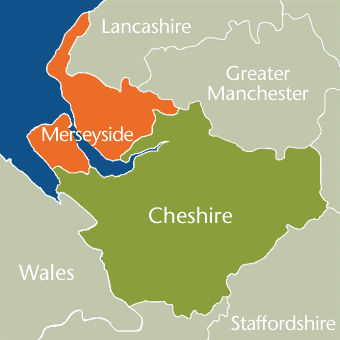 Lancashire
Greater
Manchester
Merseyside
Cheshire
Wales
Staffordshire